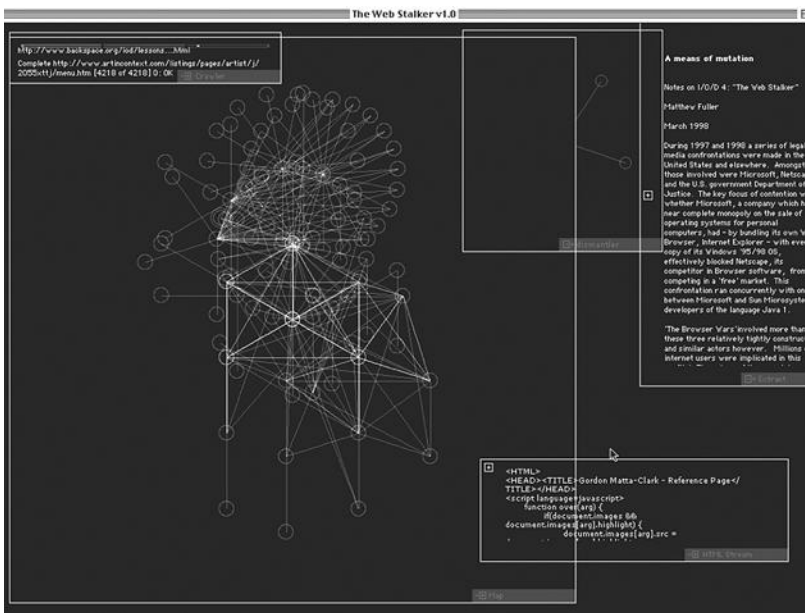 The Web Stalker v1.0
http://www.backspace.org/iod/lessons...html
Complete http://www.artincontext.com/listings/pages/artist/j/
2055xttj/menu.htm [4218 of 4218] 0: OK
Crawler
dismantler
A means of mutation
Notes on I/O/D 4: "The Web Stalker"
Matthew Fuller
March 1998
During 1997 and 1998 a series of legal
media confrontations were made in the
United States and elsewhere. Amongst
those involved were Microsoft, Netsca
and the U.S. government Department of
Justice. The key focus of contention w
whether Microsoft, a company which h
near complete monopoly on the sale of
operating systems for personal
computers, had - by bundling its own W
Browser, Internet Explorer - with ever
copy of its Windows '95/98 OS,
effectively blocked Netscape, its
competitor in Browser software, from
competing in a 'free' market. This
confrontation ran concurrently with on
between Microsoft and Sun Microsyste
developers of the language Java 1.
'The Browser Wars' involved more than
these three relatively tightly construct
and similar actors however. Millions
internet users were implicated in this
Extract
<HTML>
<HEAD><TITLE>Gordon Matta-Clark - Reference Page</
TITLE></HEAD>
<script language=javascript>
function over(arg) {
if(document.images &&
document.images[arg].highlight) {
document.images[arg].src =
HTML Stream
Map